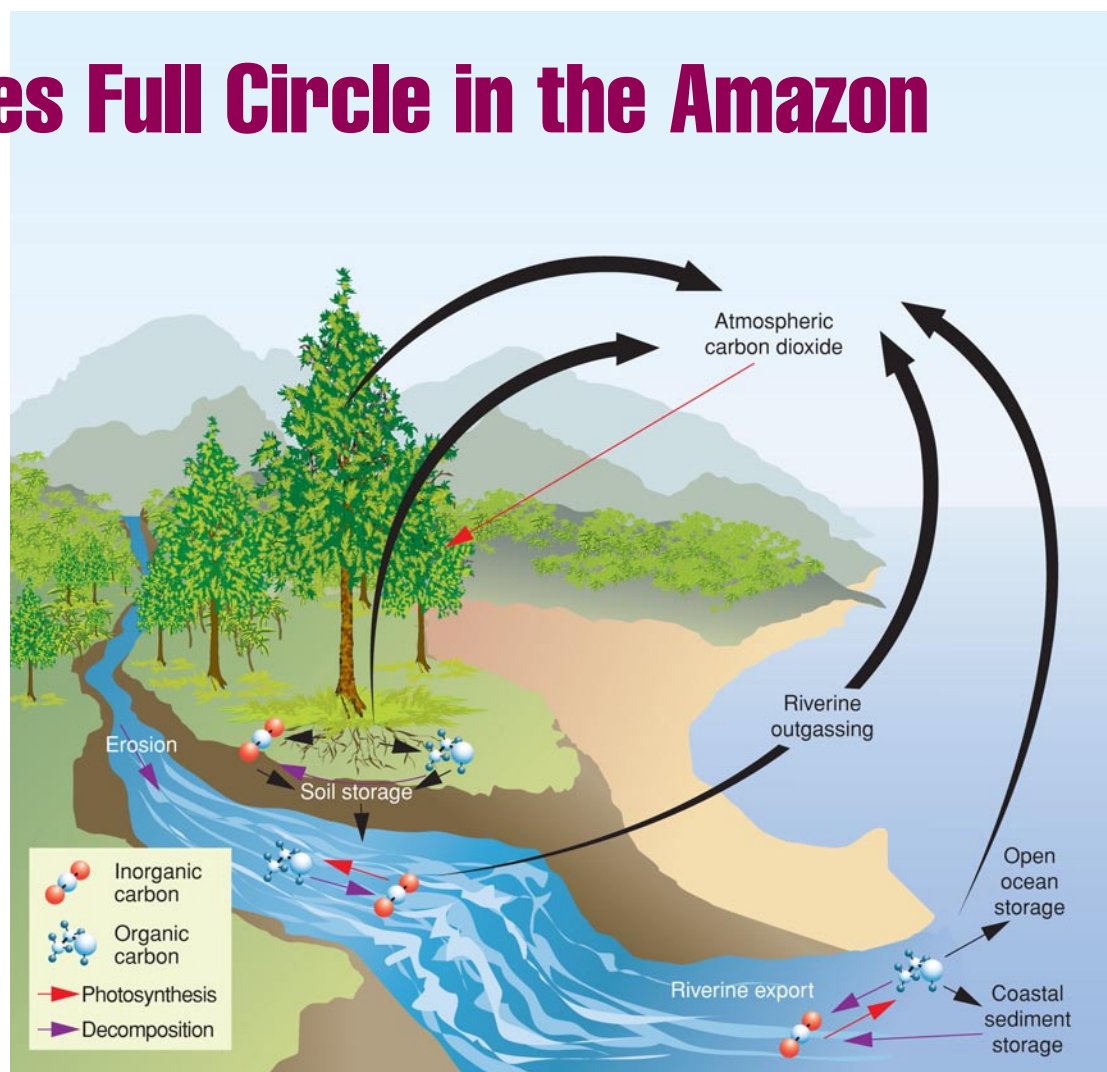 es Full Circle in the Amazon
Atmospheric
carbon dioxide
Riverine
outgassing
Erosion
Soil storage
Inorganic
carbon
Organic
carbon
Photosynthesis
Decomposition
Riverine export
Open
ocean
storage
Coastal
sediment
storage